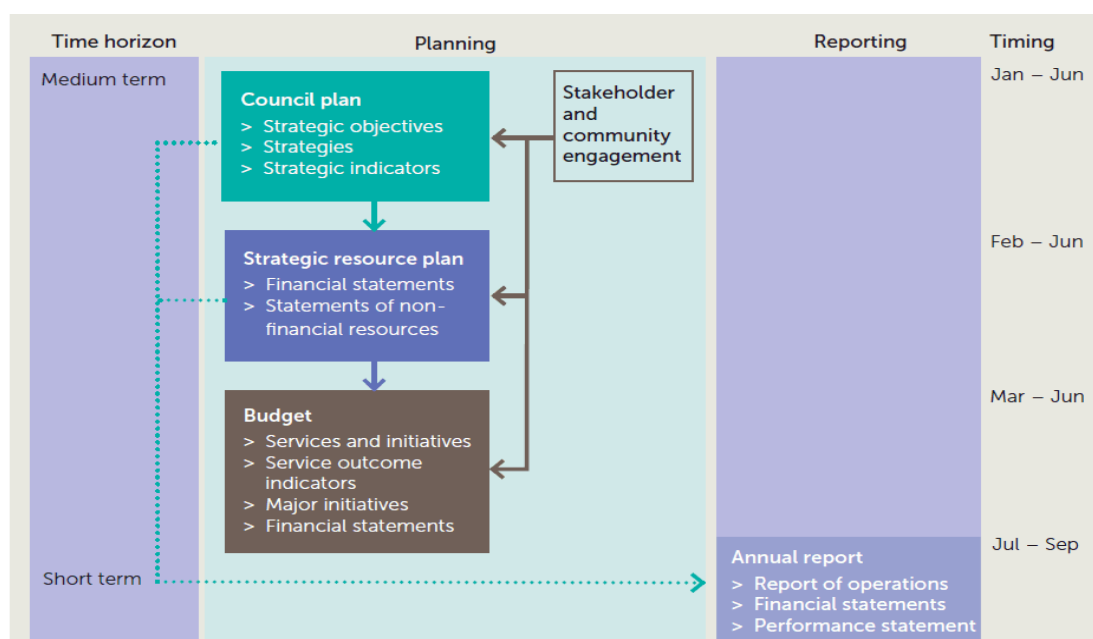 Time horizon
Planning
Reporting
Timing
Medium term
Jan – Jun
Council plan
> Strategic objectives
> Strategies
> Strategic indicators
Stakeholder
and
community
engagement
Feb – Jun
Strategic resource plan
> Financial statements
> Statements of non-
financial resources
Mar – Jun
Budget
> Services and initiatives
> Service outcome
indicators
> Major initiatives
> Financial statements
Jul – Sep
Short term
Annual report
> Report of operations
> Financial statements
> Performance statement